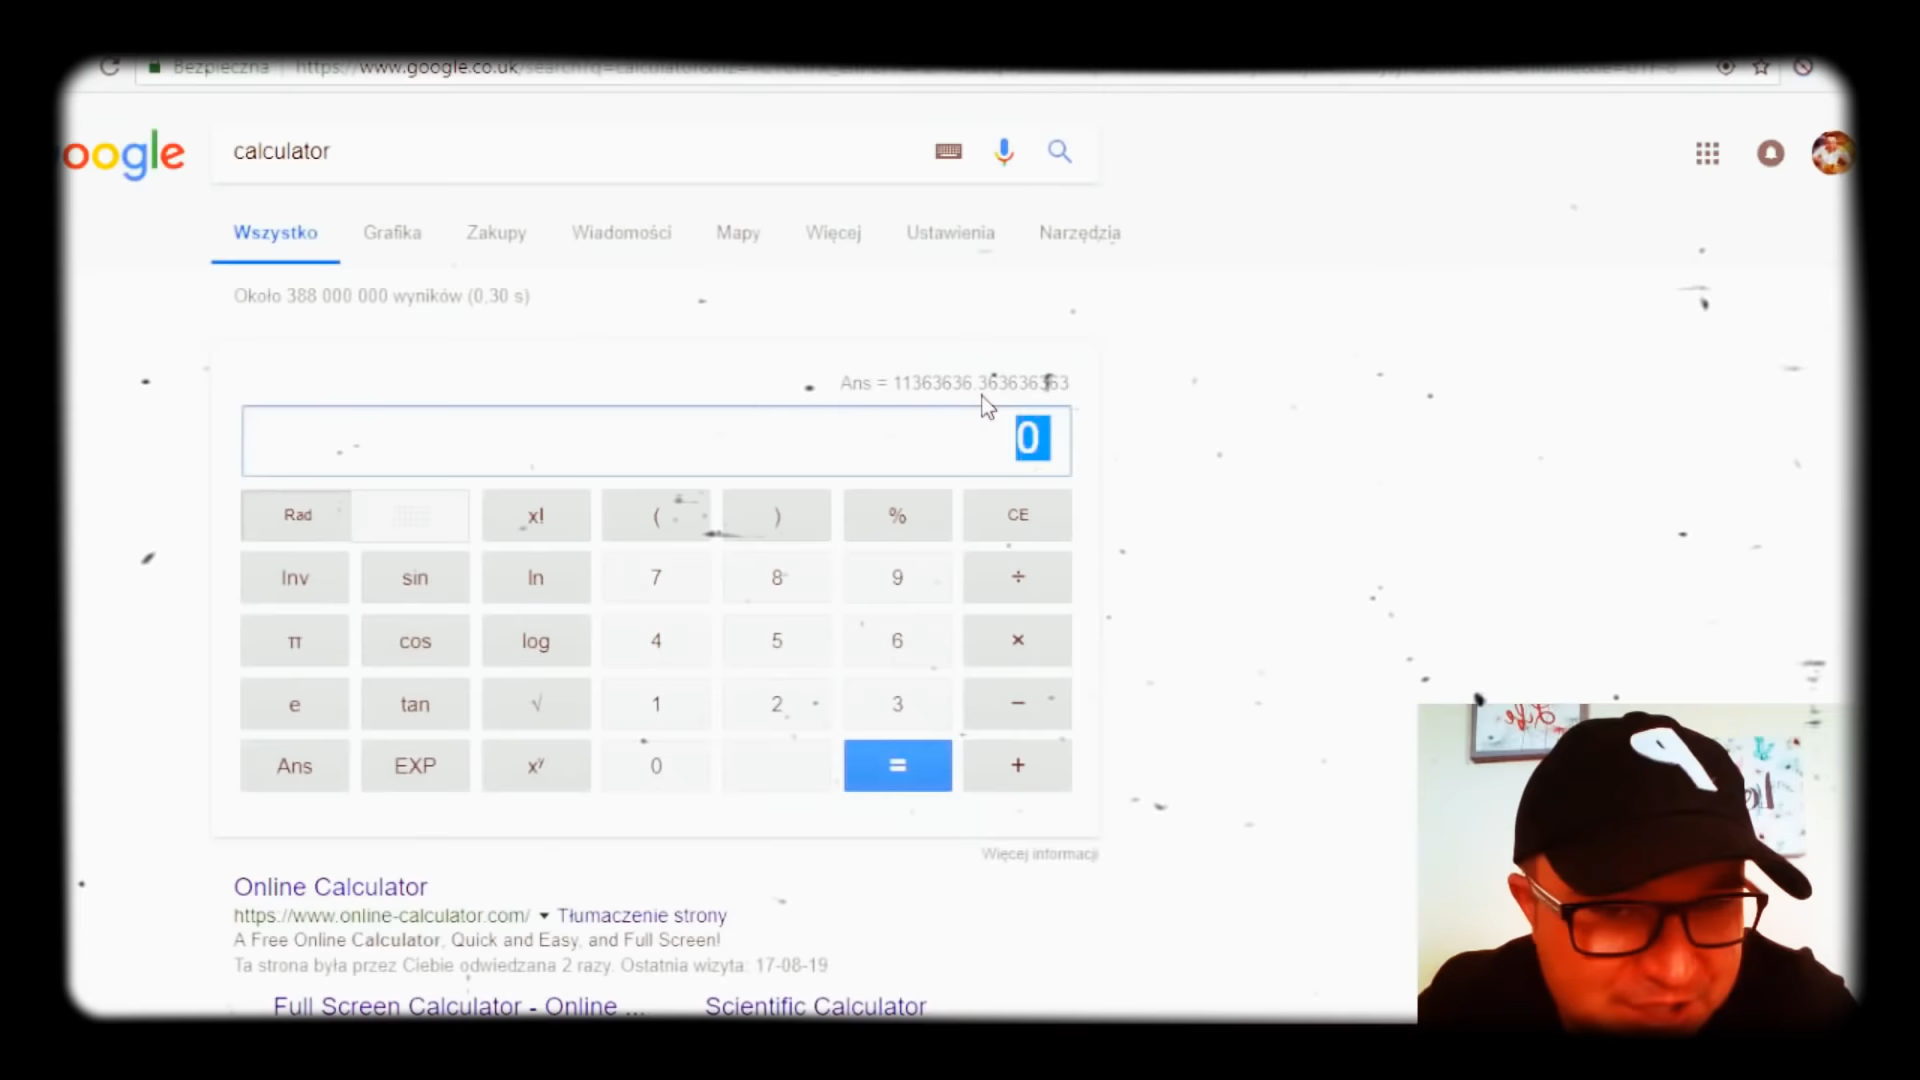 Bezpieczna https://www.google.co.uk/search?q=calculator
oogle calculator
Wszystko Grafika Zakupy Wiadomości Mapy Więcej Ustawienia Narzędzia
Około 388 000 000 wyników (0,30 s)
Ans = 11363636.363636363
0
Rad x! ( ) % CE
Inv sin ln 7 8 9 ÷
π cos log 4 5 6 ×
e tan √ 1 2 3 −
Ans EXP xʸ 0 = +
Więcej informacji
Online Calculator
https://www.online-calculator.com/ ▾ Tłumaczenie strony
A Free Online Calculator, Quick and Easy, and Full Screen!
Ta strona była przez Ciebie odwiedzana 2 razy. Ostatnia wizyta: 17-08-19
Full Screen Calculator - Online ... Scientific Calculator